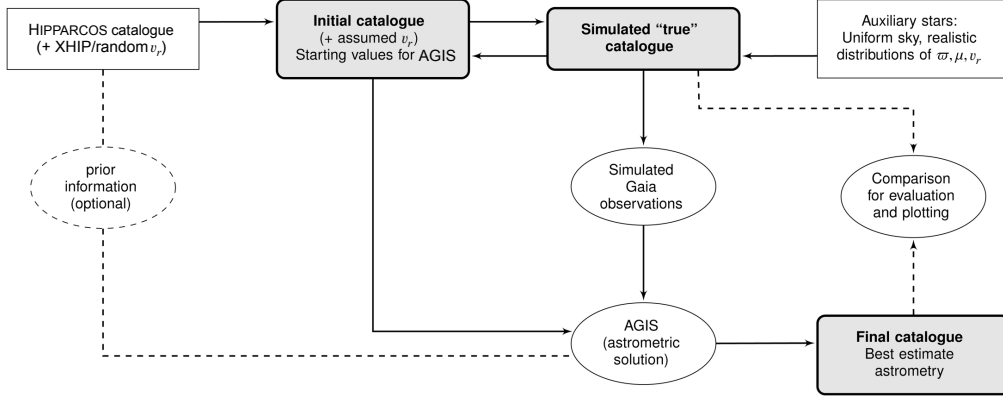 HIPPARCOS catalogue
(+ XHIP/random v_r)
Initial catalogue
(+ assumed v_r)
Starting values for AGIS
Simulated “true”
catalogue
Auxiliary stars:
Uniform sky, realistic
distributions of ϖ, μ, v_r
prior
information
(optional)
Simulated
Gaia
observations
Comparison
for evaluation
and plotting
AGIS
(astrometric
solution)
Final catalogue
Best estimate
astrometry